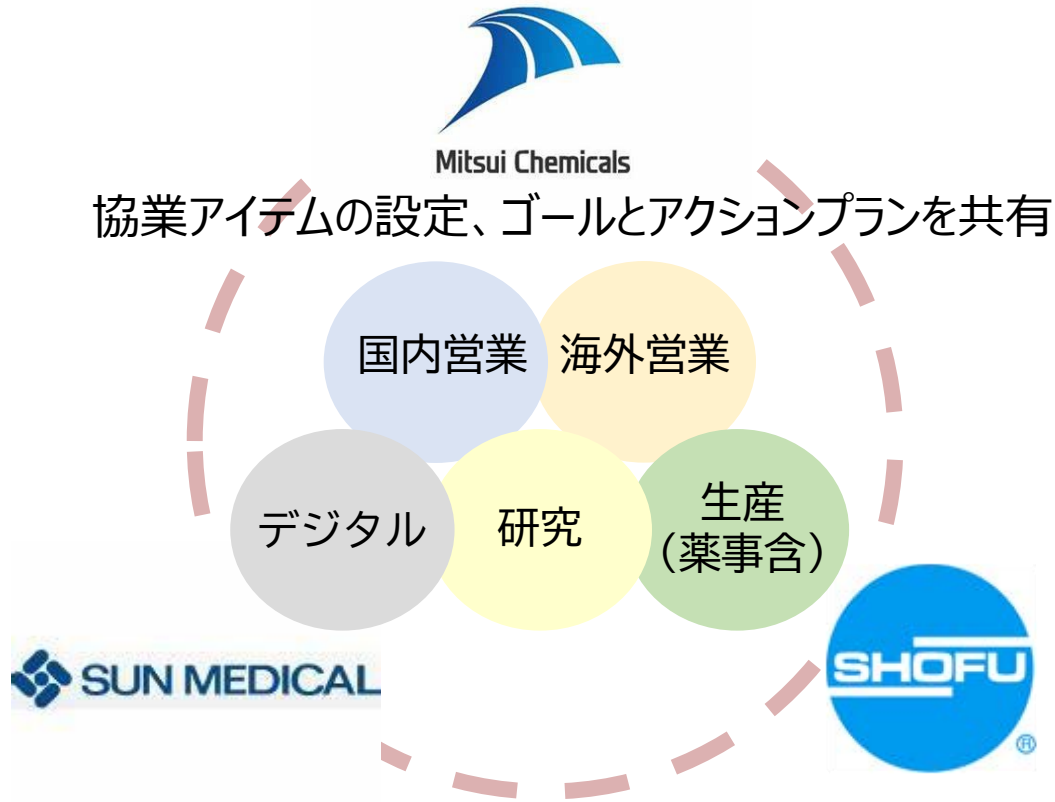 Mitsui Chemicals
協業アイテムの設定、ゴールとアクションプランを共有
国内営業
海外営業
デジタル
研究
生産
（薬事含）
SUN MEDICAL
SHOFU
®